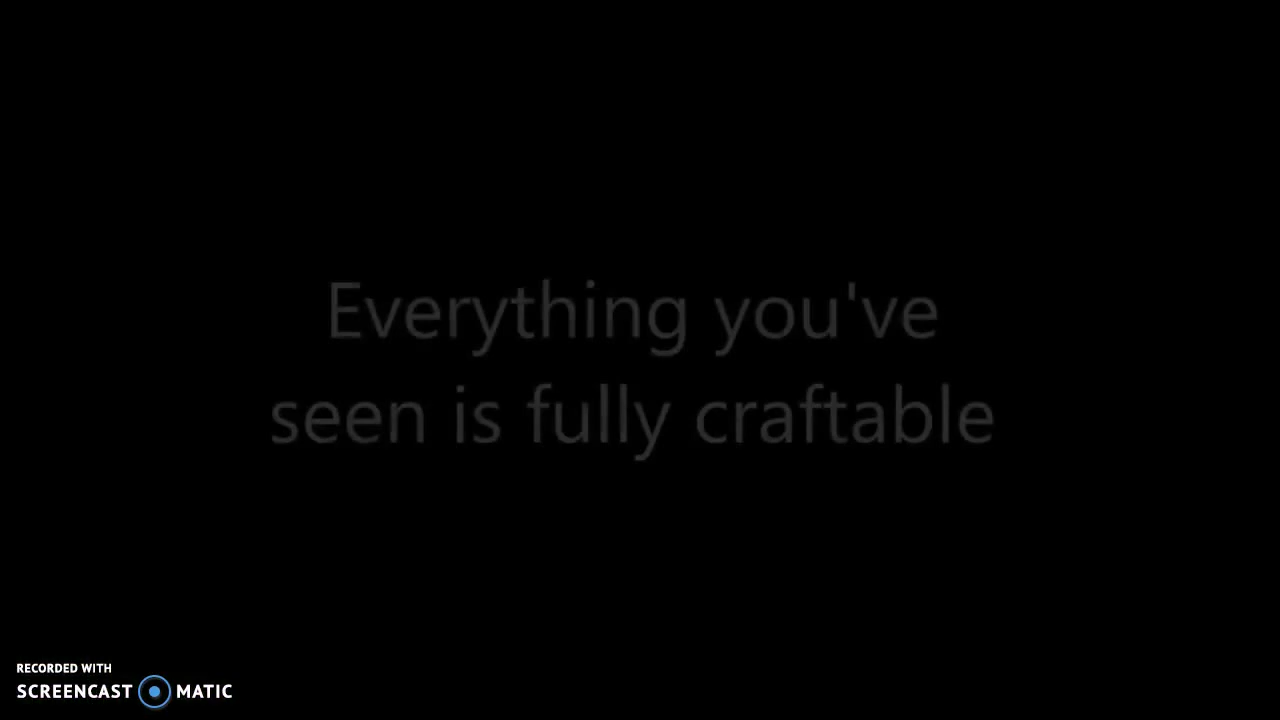 Everything you've
seen is fully craftable
RECORDED WITH
SCREENCAST MATIC